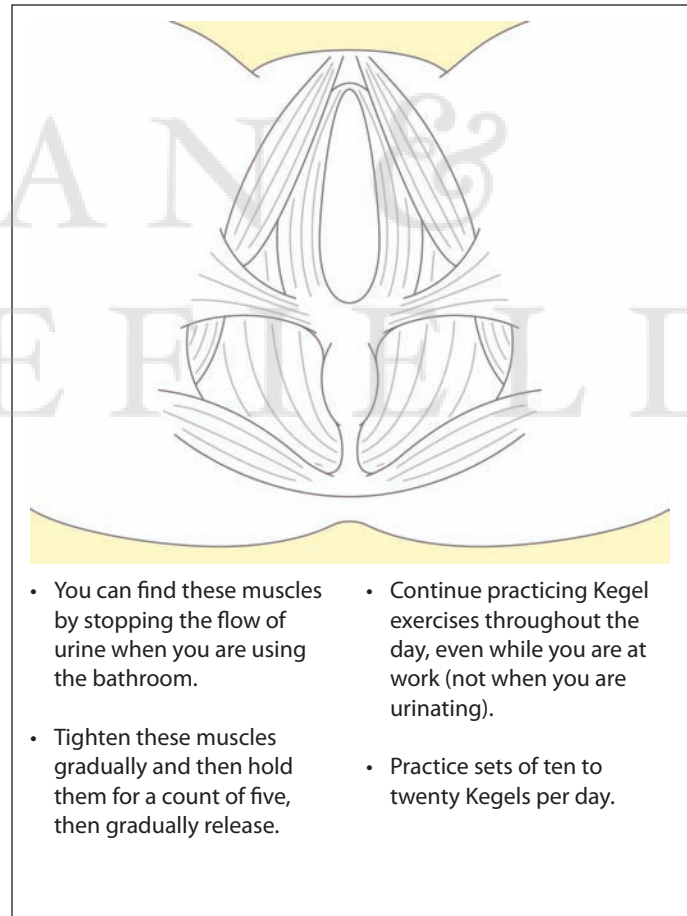 AN &
EFIELD
• You can find these muscles
by stopping the flow of
urine when you are using
the bathroom.
• Tighten these muscles
gradually and then hold
them for a count of five,
then gradually release.
• Continue practicing Kegel
exercises throughout the
day, even while you are at
work (not when you are
urinating).
• Practice sets of ten to
twenty Kegels per day.